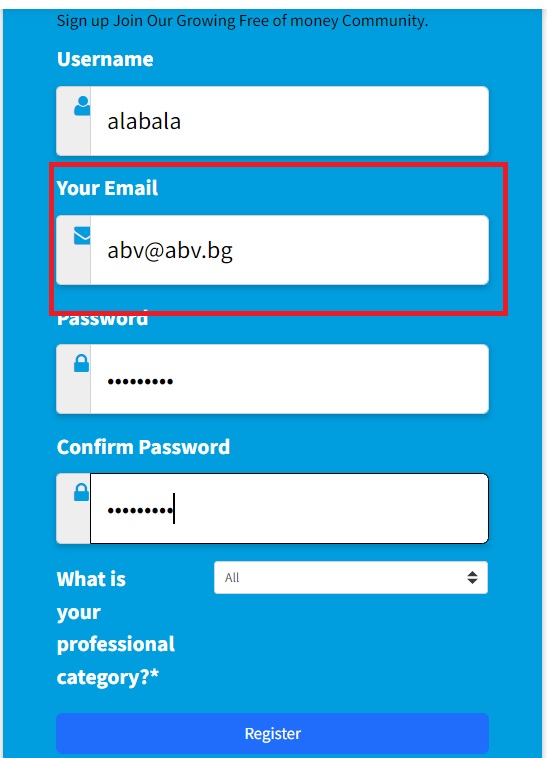 Sign up Join Our Growing Free of money Community.
Username
alabala
Your Email
abv@abv.bg
Password
•••••••••
Confirm Password
•••••••••
What is
your
professional
category?*
All
Register